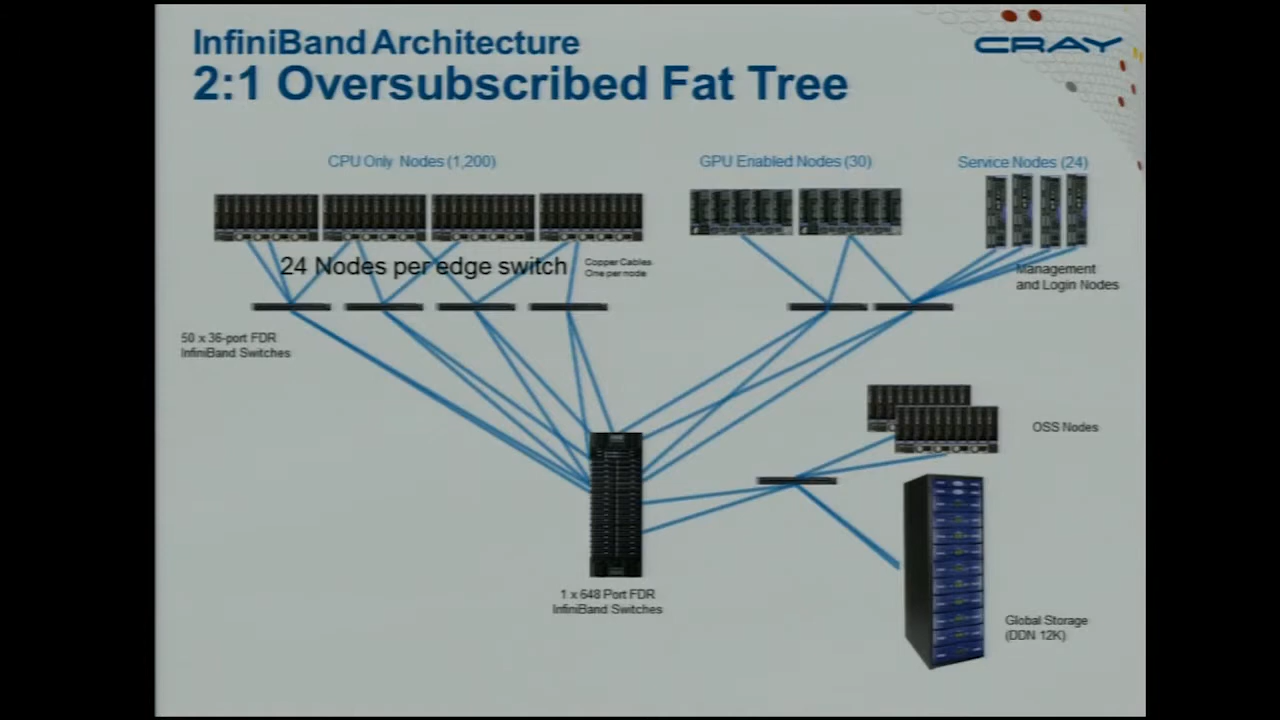 InfiniBand Architecture
2:1 Oversubscribed Fat Tree
CRAY
CPU Only Nodes (1,200)
GPU Enabled Nodes (30)
Service Nodes (24)
24 Nodes per edge switch
Copper Cables
One per node
Management
and Login Nodes
50 x 36-port FDR
InfiniBand Switches
OSS Nodes
1 x 648 Port FDR
InfiniBand Switches
Global Storage
(DDN 12K)